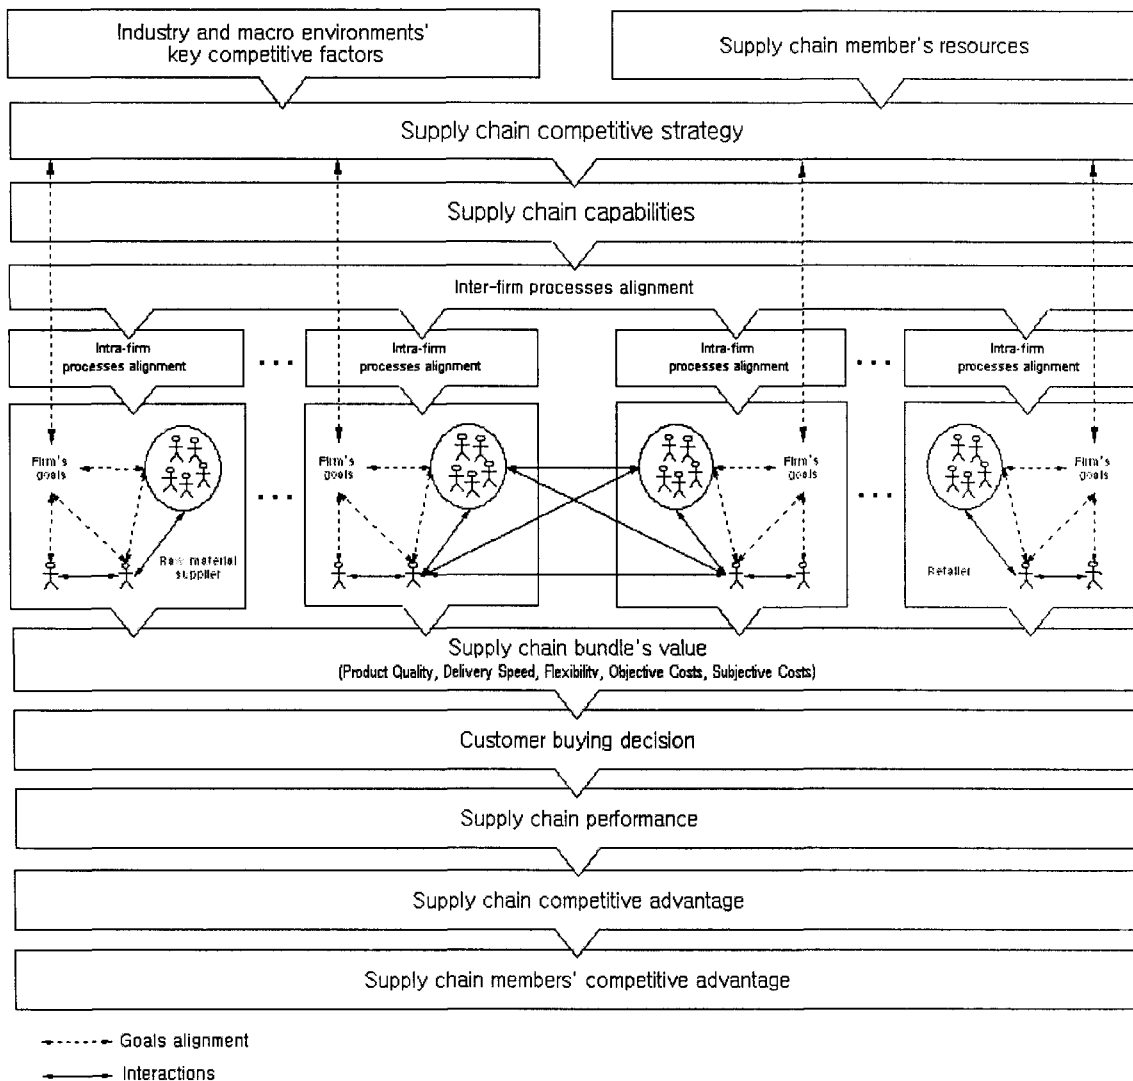 Industry and macro environments'
key competitive factors
Supply chain member's resources
Supply chain competitive strategy
Supply chain capabilities
Inter-firm processes alignment
Intra-firm
processes alignment
• • •
Intra-firm
processes alignment
Intra-firm
processes alignment
• • •
Intra-firm
processes alignment
Firm's
goals
• • •
Firm's
goals
Firm's
goals
• • •
Firm's
goals
Raw material
supplier
Retailer
Supply chain bundle's value
(Product Quality, Delivery Speed, Flexibility, Objective Costs, Subjective Costs)
Customer buying decision
Supply chain performance
Supply chain competitive advantage
Supply chain members' competitive advantage
Goals alignment
Interactions